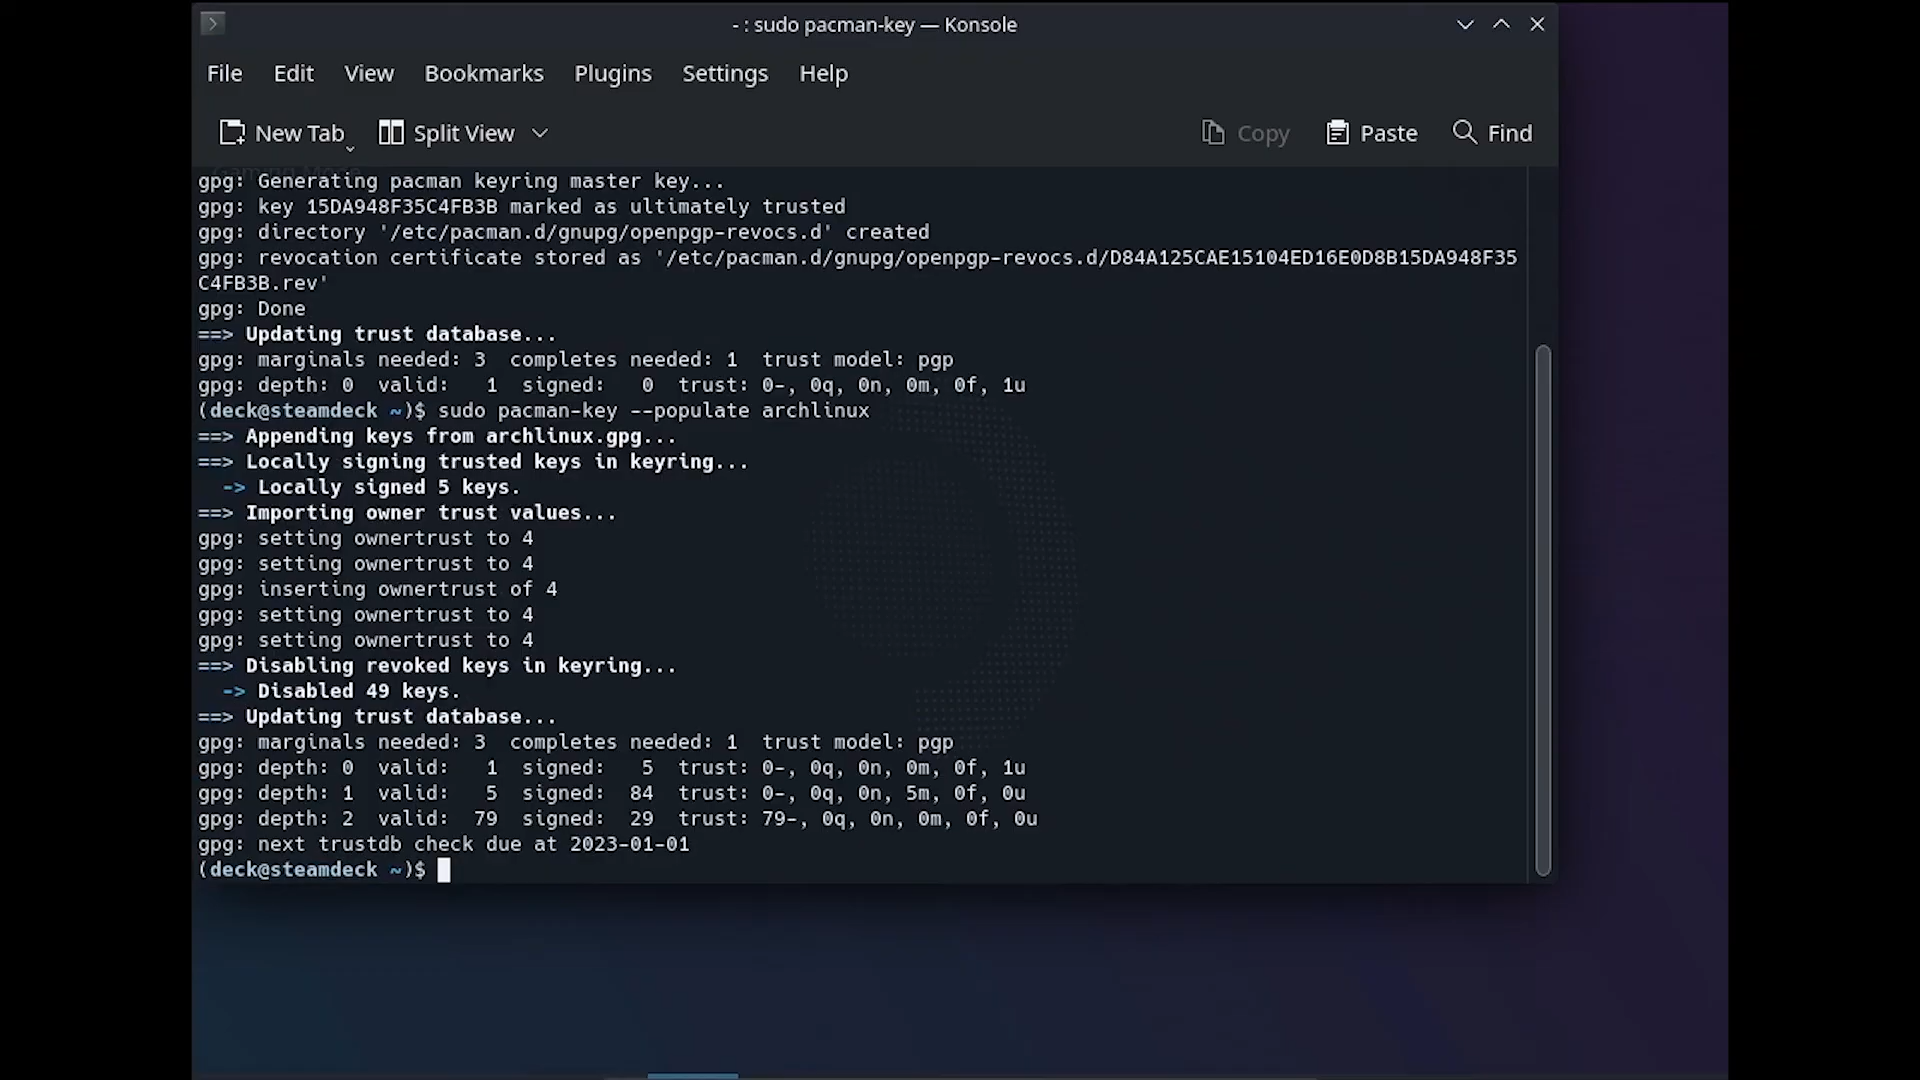 - : sudo pacman-key — Konsole
File Edit View Bookmarks Plugins Settings Help
New Tab Split View Copy Paste Find
gpg: Generating pacman keyring master key...
gpg: key 15DA948F35C4FB3B marked as ultimately trusted
gpg: directory '/etc/pacman.d/gnupg/openpgp-revocs.d' created
gpg: revocation certificate stored as '/etc/pacman.d/gnupg/openpgp-revocs.d/D84A125CAE15104ED16E0D8B15DA948F35
C4FB3B.rev'
gpg: Done
==> Updating trust database...
gpg: marginals needed: 3  completes needed: 1  trust model: pgp
gpg: depth: 0  valid:   1  signed:   0  trust: 0-, 0q, 0n, 0m, 0f, 1u
(deck@steamdeck ~)$ sudo pacman-key --populate archlinux
==> Appending keys from archlinux.gpg...
==> Locally signing trusted keys in keyring...
  -> Locally signed 5 keys.
==> Importing owner trust values...
gpg: setting ownertrust to 4
gpg: setting ownertrust to 4
gpg: inserting ownertrust of 4
gpg: setting ownertrust to 4
gpg: setting ownertrust to 4
==> Disabling revoked keys in keyring...
  -> Disabled 49 keys.
==> Updating trust database...
gpg: marginals needed: 3  completes needed: 1  trust model: pgp
gpg: depth: 0  valid:   1  signed:   5  trust: 0-, 0q, 0n, 0m, 0f, 1u
gpg: depth: 1  valid:   5  signed:  84  trust: 0-, 0q, 0n, 5m, 0f, 0u
gpg: depth: 2  valid:  79  signed:  29  trust: 79-, 0q, 0n, 0m, 0f, 0u
gpg: next trustdb check due at 2023-01-01
(deck@steamdeck ~)$